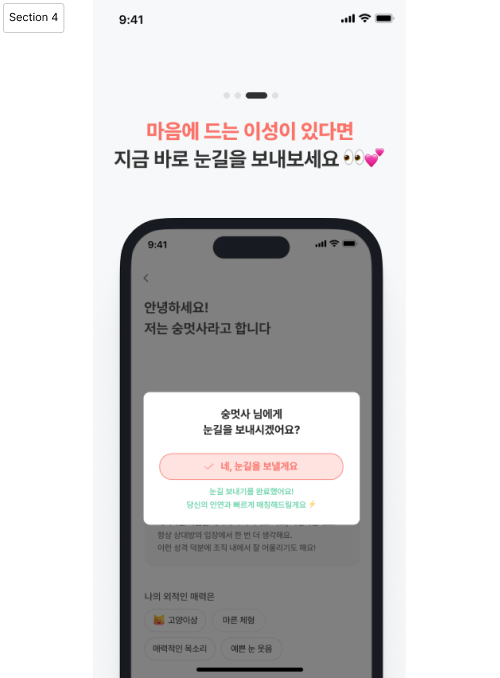 Section 4
9:41
마음에 드는 이성이 있다면
지금 바로 눈길을 보내보세요 👀💕
9:41
안녕하세요!
저는 숭멋사라고 합니다
숭멋사 님에게
눈길을 보내시겠어요?
네, 눈길을 보낼게요
눈길 보내기를 완료했어요!
당신의 인연과 빠르게 매칭해드릴게요 ⚡
항상 상대방의 입장에서 한 번 더 생각해요.
이런 성격 덕분에 조직 내에서 잘 어울리기도 해요!
나의 외적인 매력은
🐱 고양이상 마른 체형
매력적인 목소리 예쁜 눈 웃음